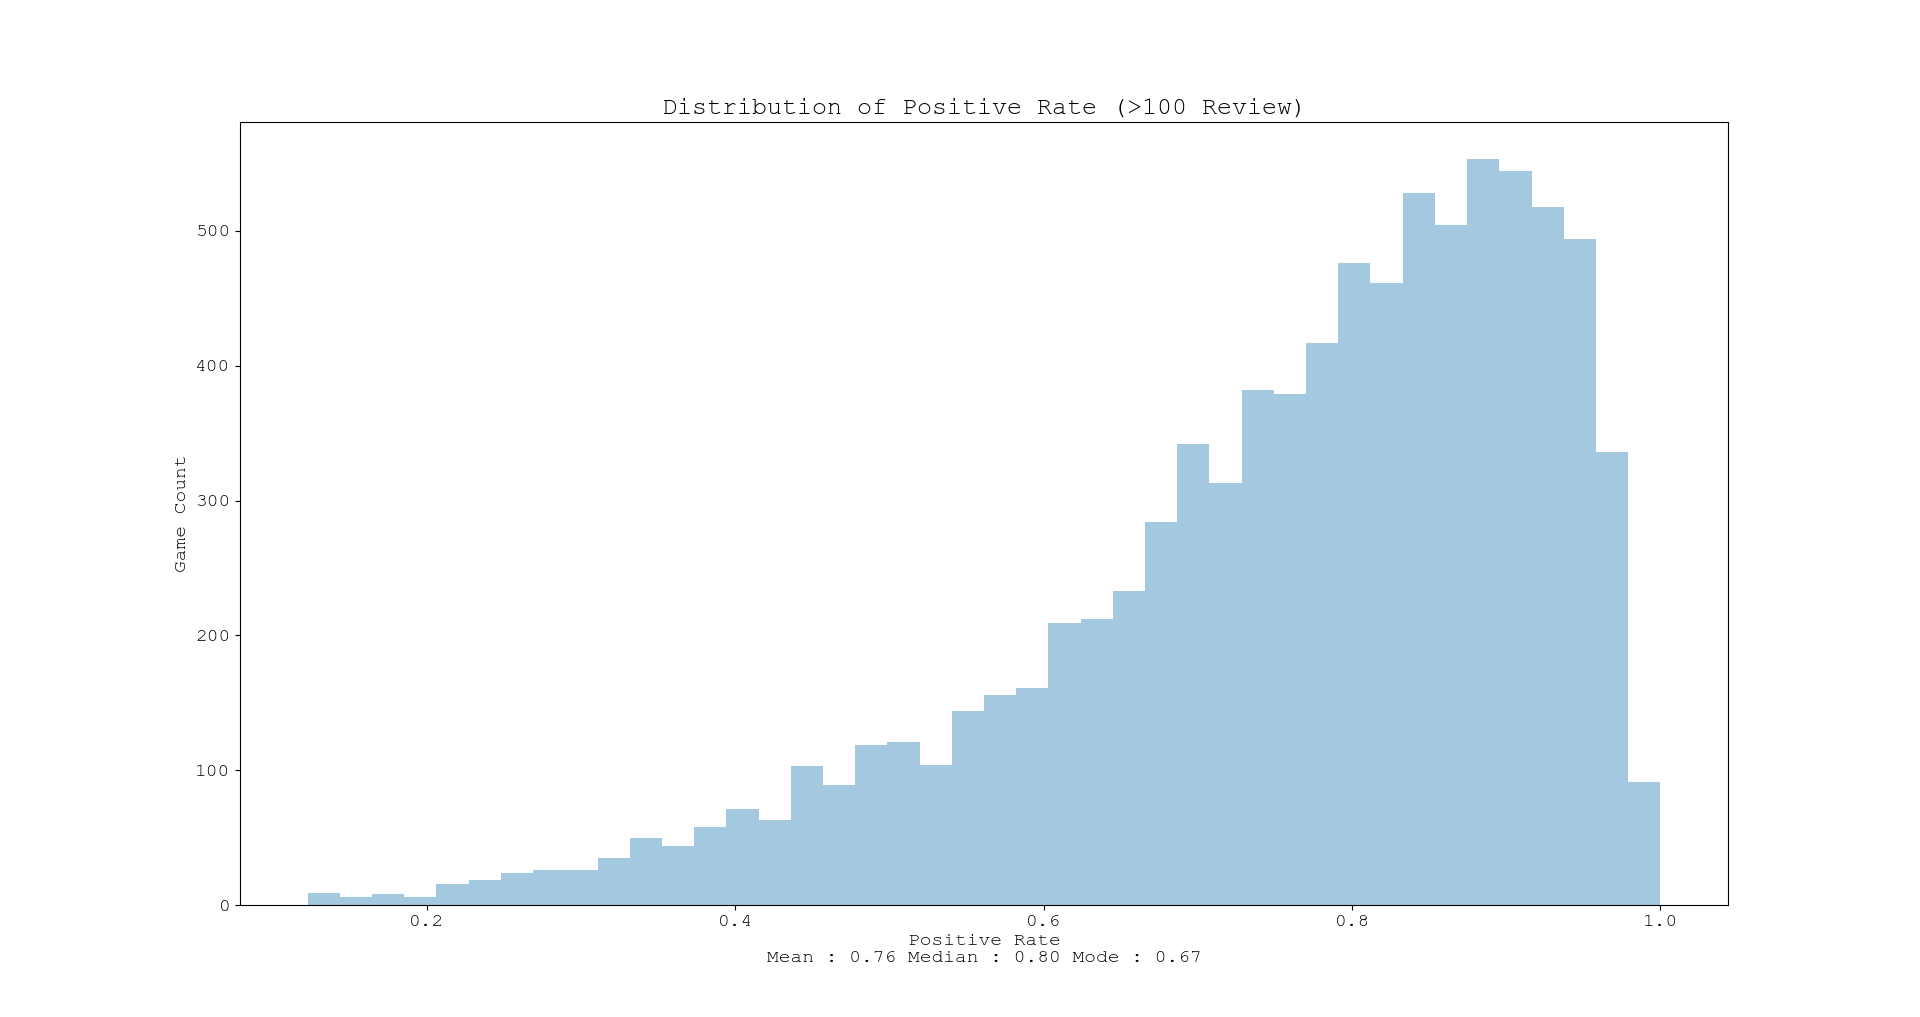 Distribution of Positive Rate (>100 Review)
500
400
300
200
100
0
Game Count
0.2 0.4 0.6 0.8 1.0
Positive Rate
Mean : 0.76 Median : 0.80 Mode : 0.67